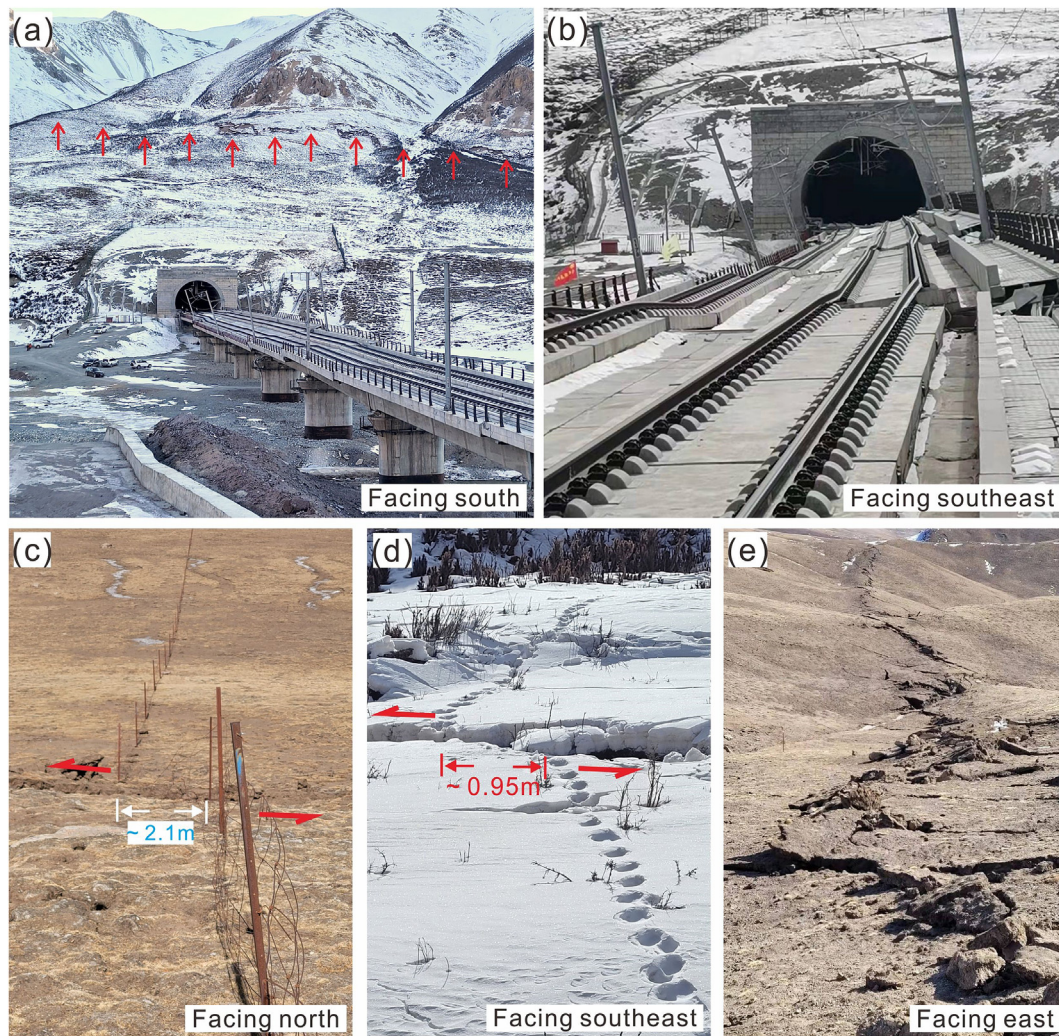 (a)
Facing south
(b)
Facing southeast
(c)
~ 2.1m
Facing north
(d)
~ 0.95m
Facing southeast
(e)
Facing east